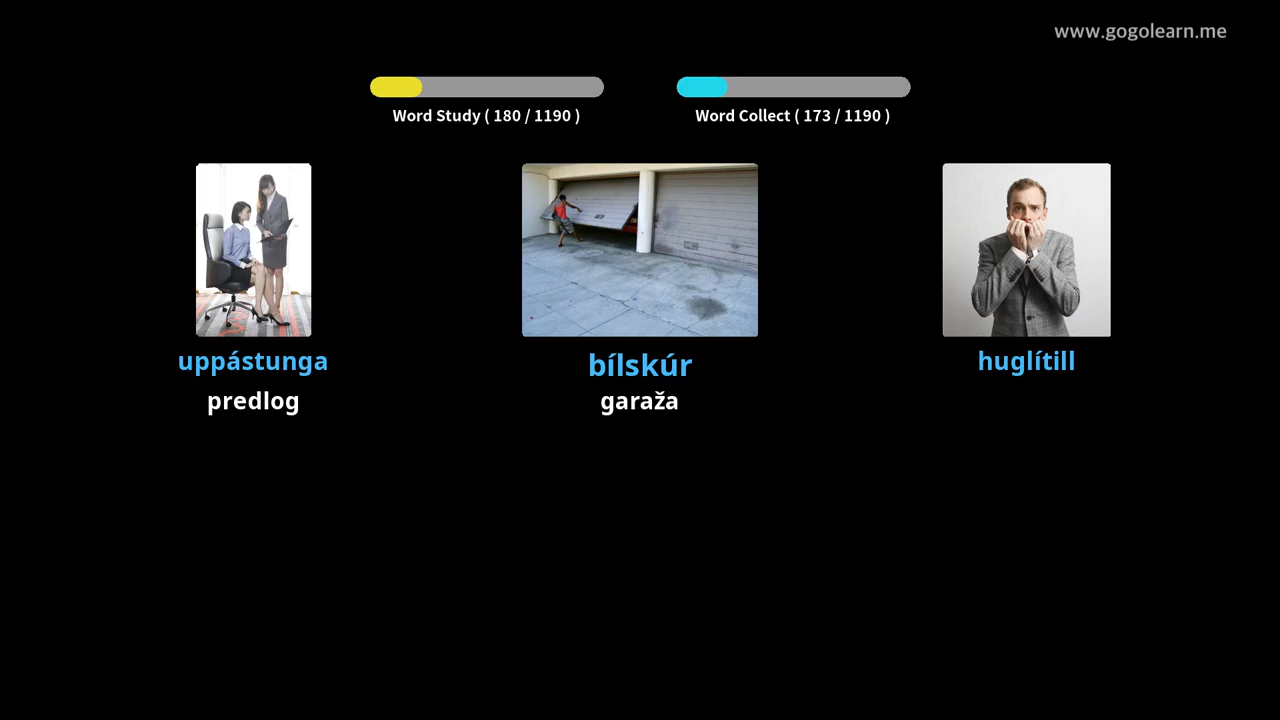 www.gogolearn.me
Word Study ( 180 / 1190 )
Word Collect ( 173 / 1190 )
uppástunga
predlog
bílskúr
garaža
huglítill